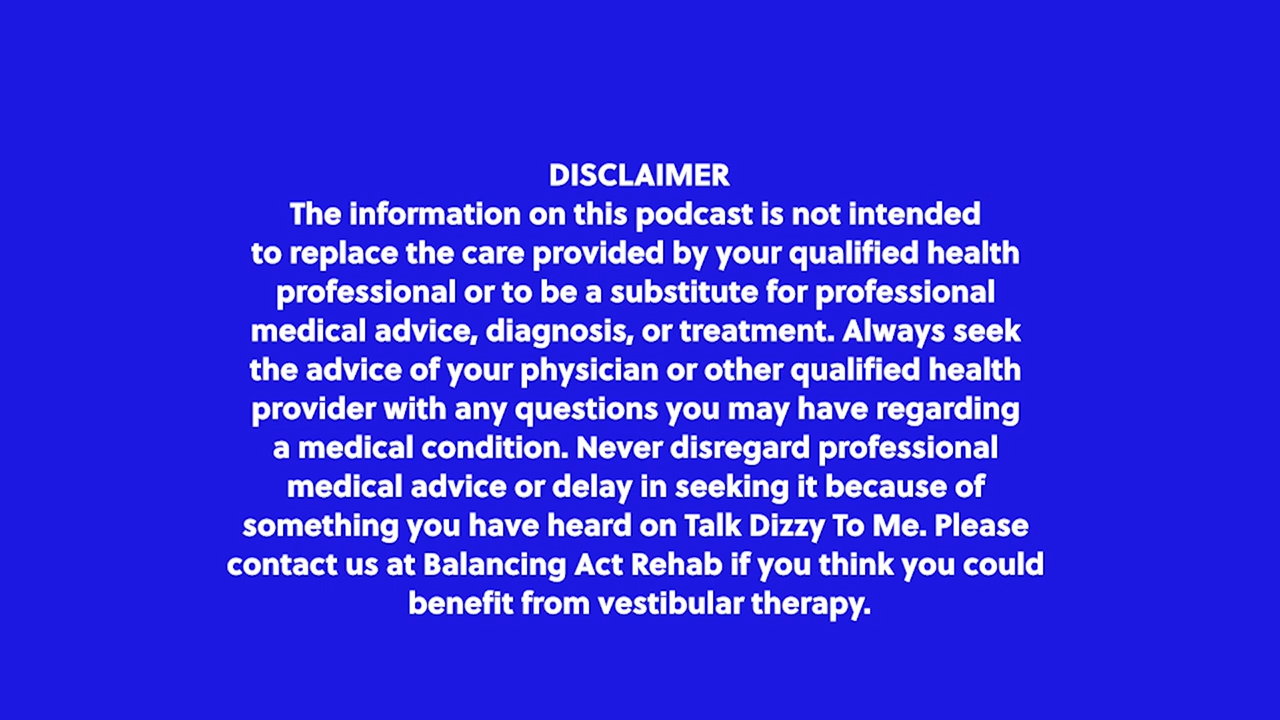 DISCLAIMER
The information on this podcast is not intended
to replace the care provided by your qualified health
professional or to be a substitute for professional
medical advice, diagnosis, or treatment. Always seek
the advice of your physician or other qualified health
provider with any questions you may have regarding
a medical condition. Never disregard professional
medical advice or delay in seeking it because of
something you have heard on Talk Dizzy To Me. Please
contact us at Balancing Act Rehab if you think you could
benefit from vestibular therapy.